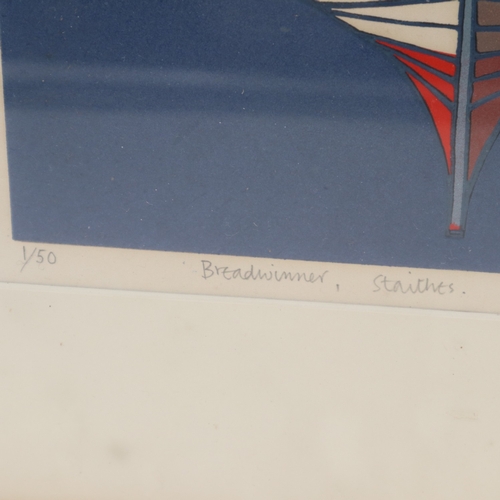 1/50 Breadwinner, Staithes.